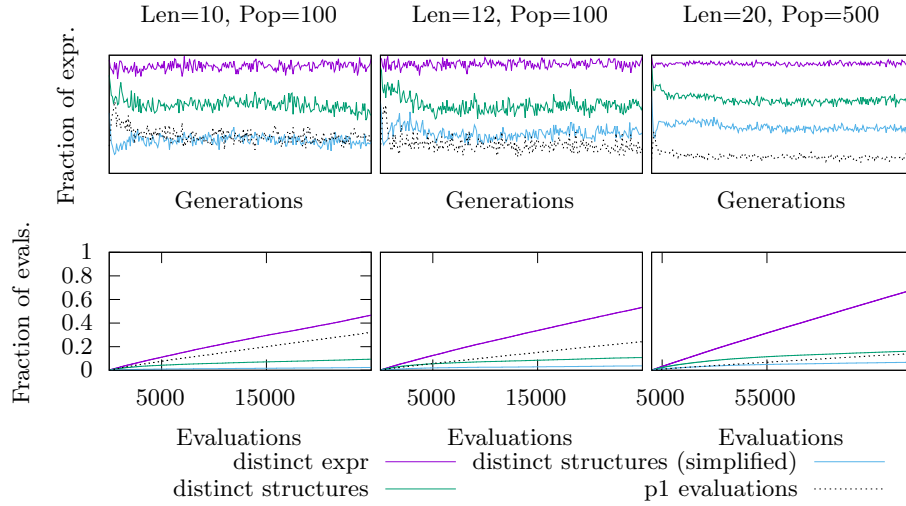 Len=10, Pop=100 Len=12, Pop=100 Len=20, Pop=500
Fraction of expr.
Generations Generations Generations
Fraction of evals.
1
0.8
0.6
0.4
0.2
0
5000 15000 5000 15000 5000 55000
Evaluations Evaluations Evaluations
distinct expr distinct structures (simplified)
distinct structures p1 evaluations